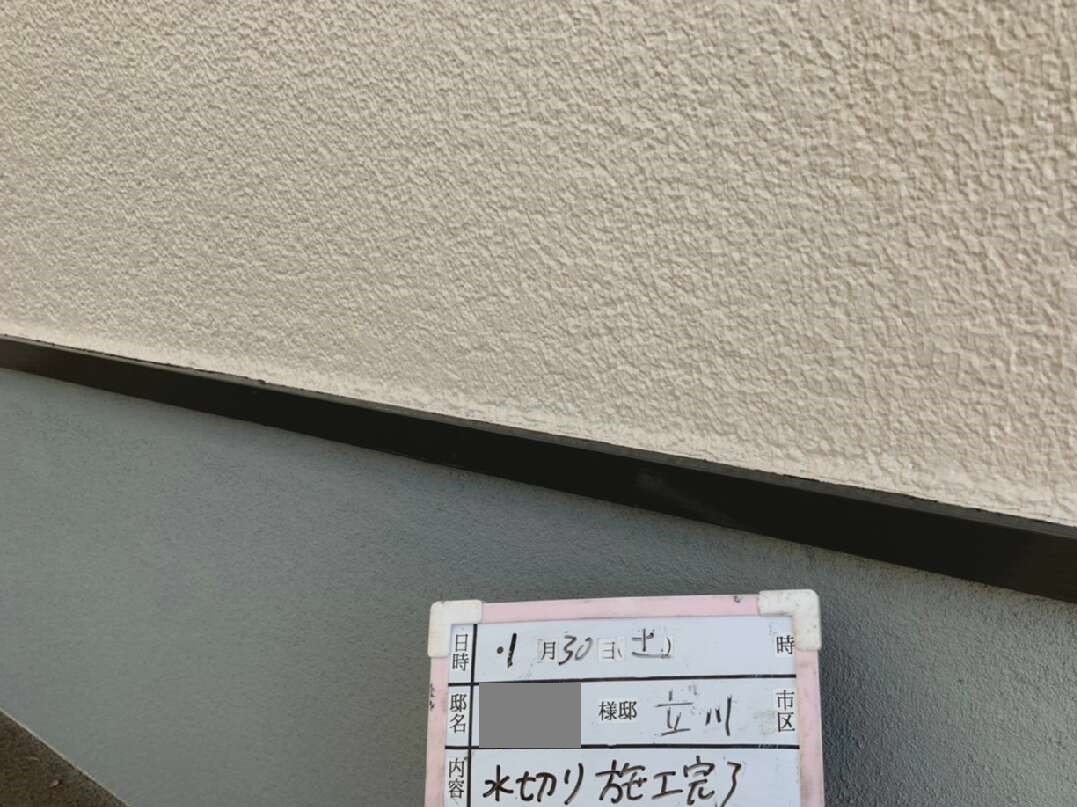 日時 1月30日(土) 時
邸名 様邸 立川 市区
内容 水切り施工完了